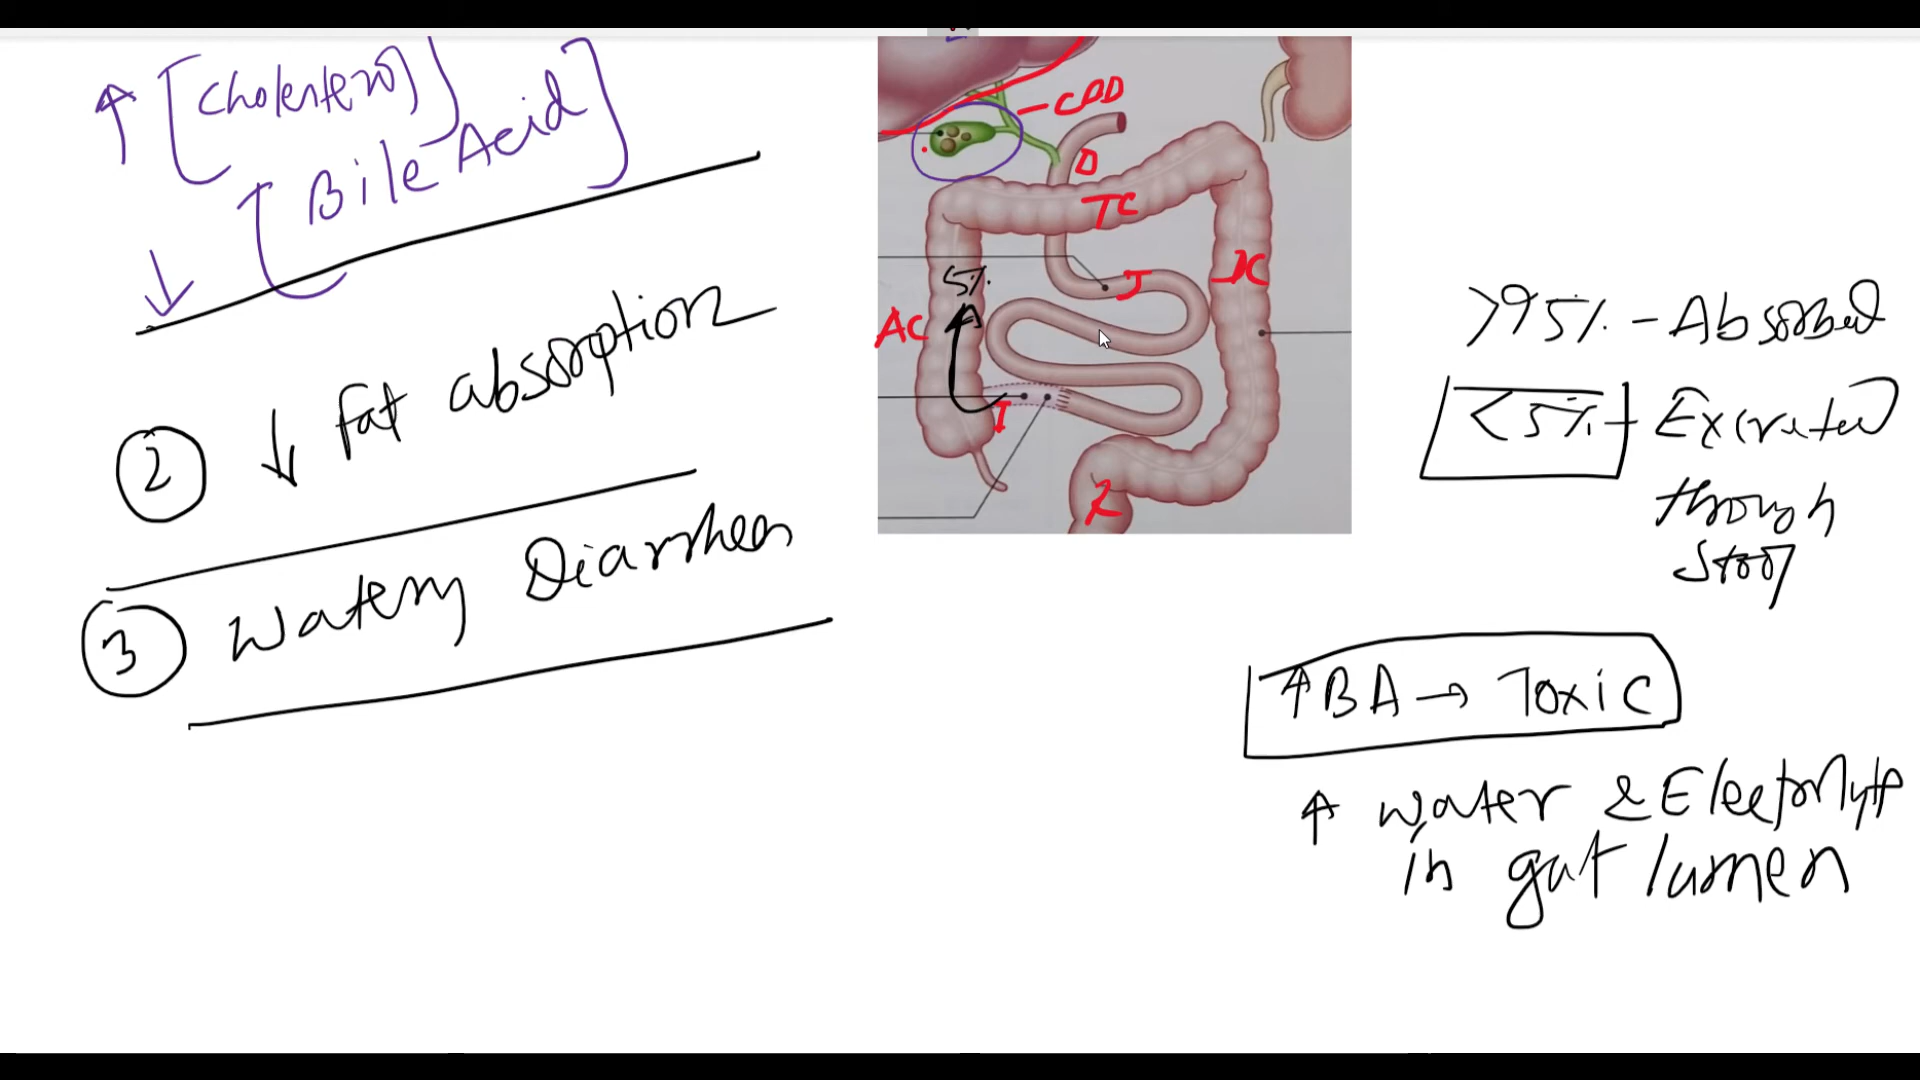 ↑ [Cholesterol]
↓ [Bile Acid]
② ↓ fat absorption
③ Watery Diarrhea
CBD
D
TC
J
DC
5%
AC
I
R
>95% - Absorbed
<5% - Excreted
through
stool
↑BA → Toxic
↑ water & Electrolyte
in gut lumen